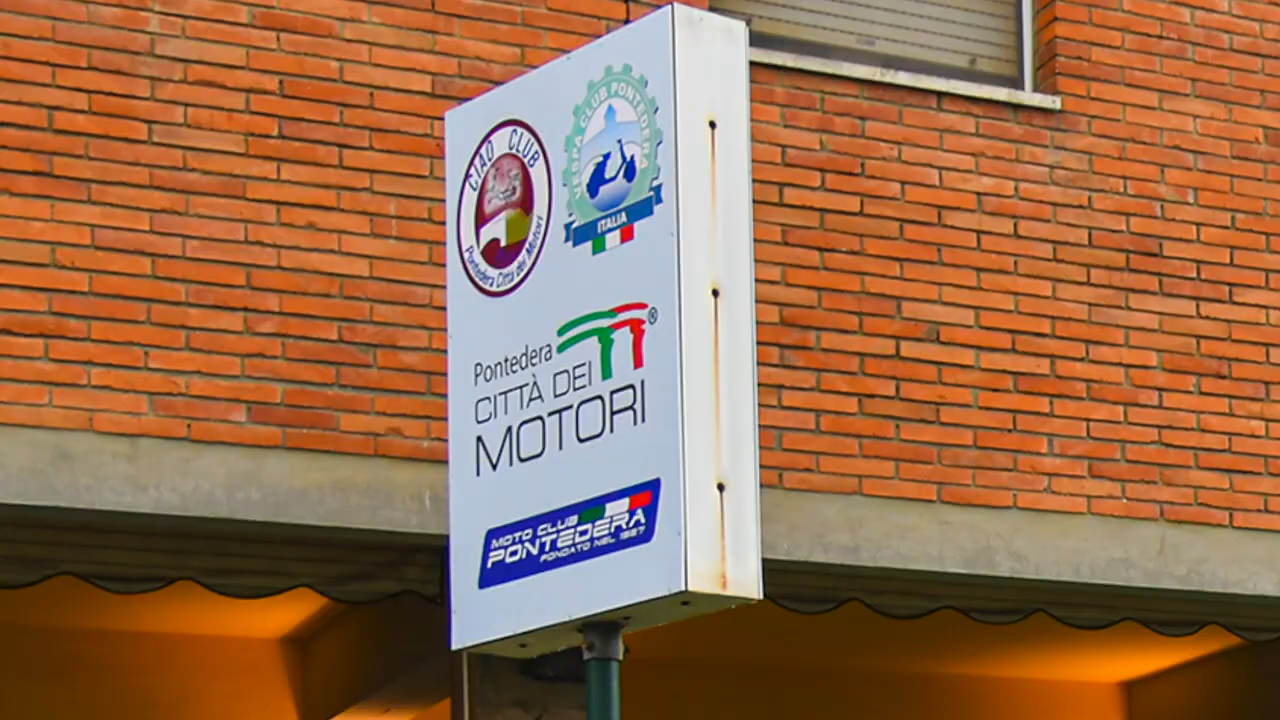 CIAO CLUB
Pontedera Città dei Motori
VESPA CLUB PONTEDERA
ITALIA
Pontedera
CITTÀ DEI
MOTORI
®
MOTO CLUB
PONTEDERA
FONDATO NEL 1927